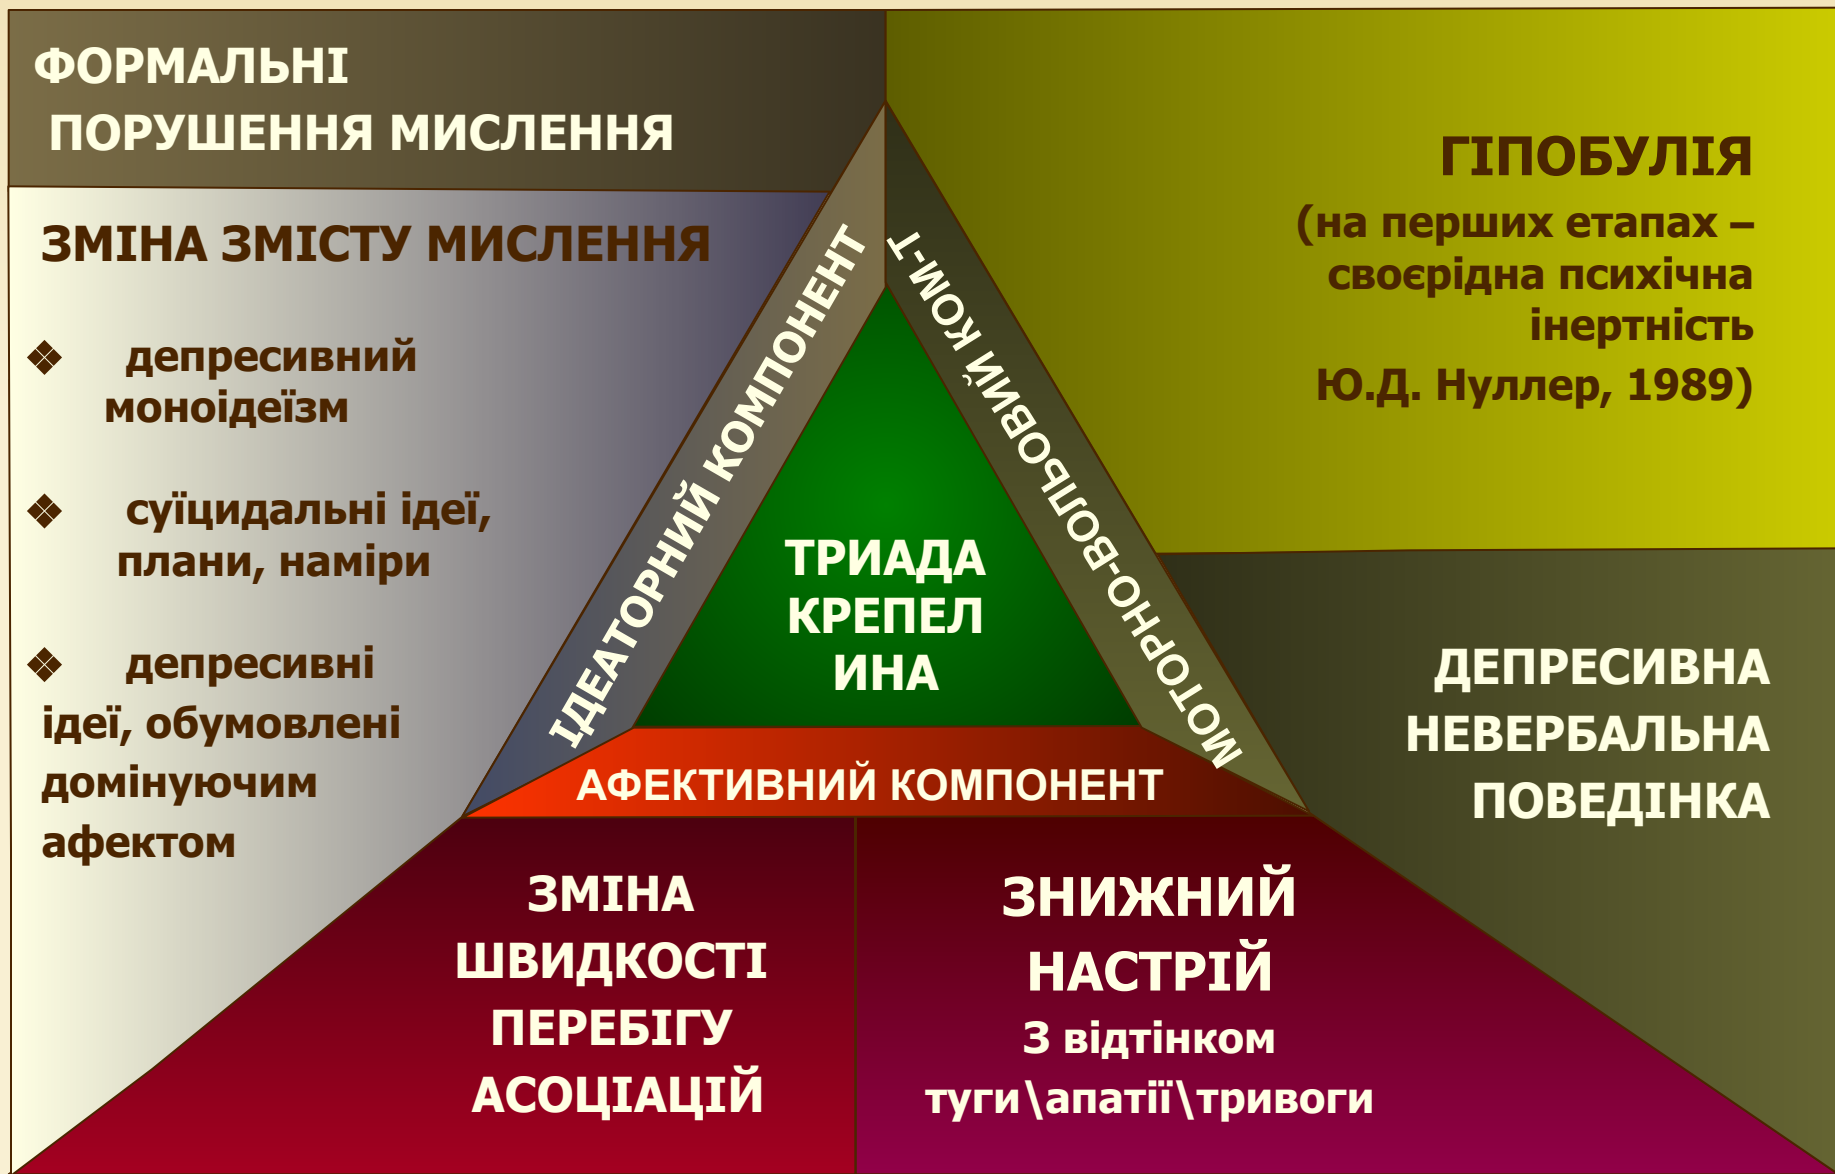 ФОРМАЛЬНІ
ПОРУШЕННЯ МИСЛЕННЯ
ЗМІНА ЗМІСТУ МИСЛЕННЯ
❖ депресивний
моноідеїзм
❖ суїцидальні ідеї,
плани, наміри
❖ депресивні
ідеї, обумовлені
домінуючим
афектом
ІДЕАТОРНИЙ КОМПОНЕНТ
МОТОРНО-ВОЛЬОВИЙ КОМ-Т
ТРИАДА
КРЕПЕЛ
ИНА
АФЕКТИВНИЙ КОМПОНЕНТ
ГІПОБУЛІЯ
(на перших етапах –
своєрідна психічна
інертність
Ю.Д. Нуллер, 1989)
ДЕПРЕСИВНА
НЕВЕРБАЛЬНА
ПОВЕДІНКА
ЗМІНА
ШВИДКОСТІ
ПЕРЕБІГУ
АСОЦІАЦІЙ
ЗНИЖНИЙ
НАСТРІЙ
З відтінком
туги\апатії\тривоги